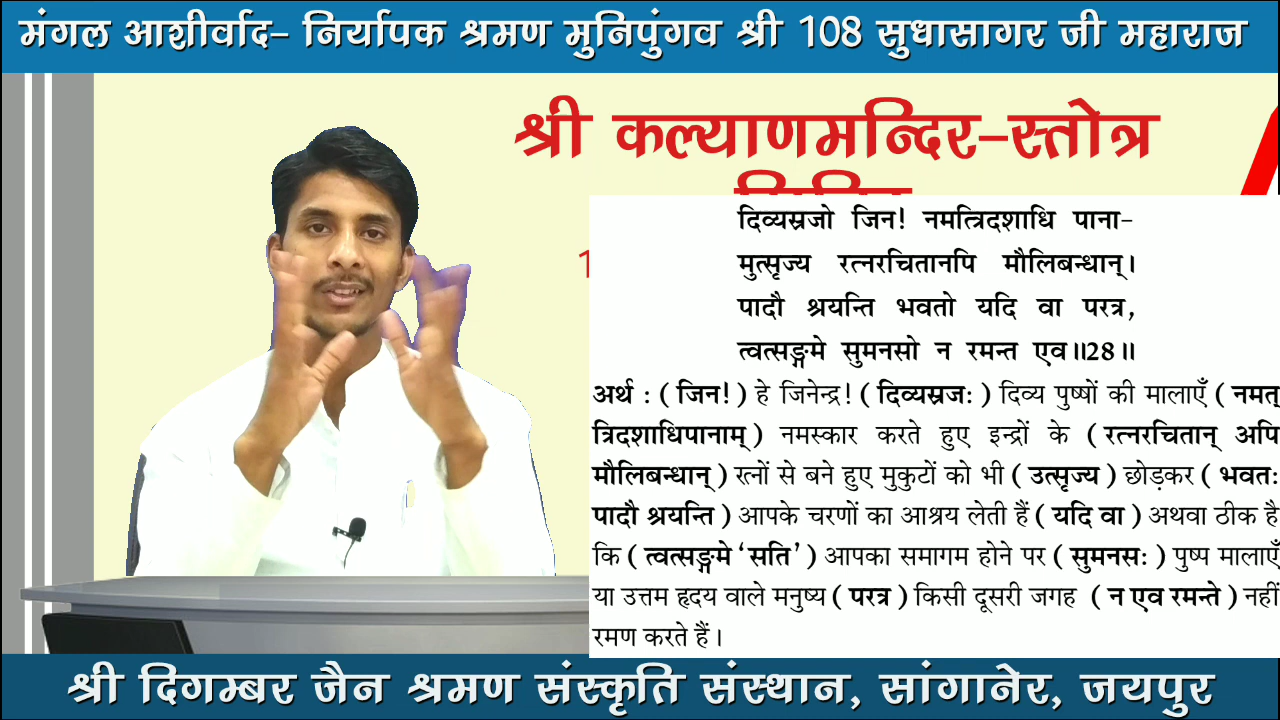 मंगल आशीर्वाद- निर्यापक श्रमण मुनिपुंगव श्री 108 सुधासागर जी महाराज
श्री कल्याणमन्दिर-स्तोत्र
दिव्यस्रजो जिन! नमत्त्रिदशाधि पाना-
मुत्सृज्य रत्नरचितानपि मौलिबन्धान्।
पादौ श्रयन्ति भवतो यदि वा परत्र,
त्वत्सङ्गमे सुमनसो न रमन्त एव॥28॥
अर्थ : ( जिन! ) हे जिनेन्द्र! ( दिव्यस्रजः ) दिव्य पुष्षों की मालाएँ ( नमत्
त्रिदशाधिपानाम् ) नमस्कार करते हुए इन्द्रों के ( रत्नरचितान् अपि
मौलिबन्धान् ) रत्नों से बने हुए मुकुटों को भी ( उत्सृज्य ) छोड़कर ( भवतः
पादौ श्रयन्ति ) आपके चरणों का आश्रय लेती हैं ( यदि वा ) अथवा ठीक है
कि ( त्वत्सङ्गमे ‘सति’ ) आपका समागम होने पर ( सुमनसः ) पुष्प मालाएँ
या उत्तम हृदय वाले मनुष्य ( परत्र ) किसी दूसरी जगह ( न एव रमन्ते ) नहीं
रमण करते हैं।
श्री दिगम्बर जैन श्रमण संस्कृति संस्थान, सांगानेर, जयपुर